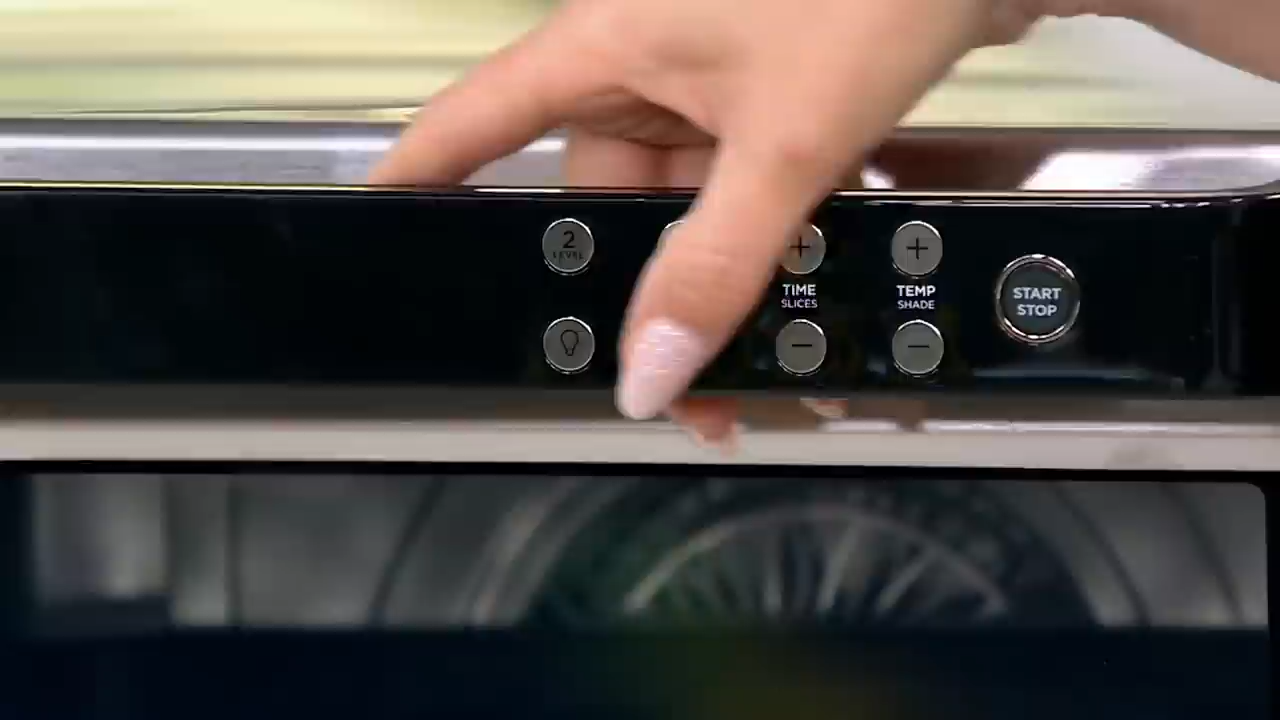 2
LEVEL
+
+
TIME
SLICES
TEMP
SHADE
START
STOP
−
−